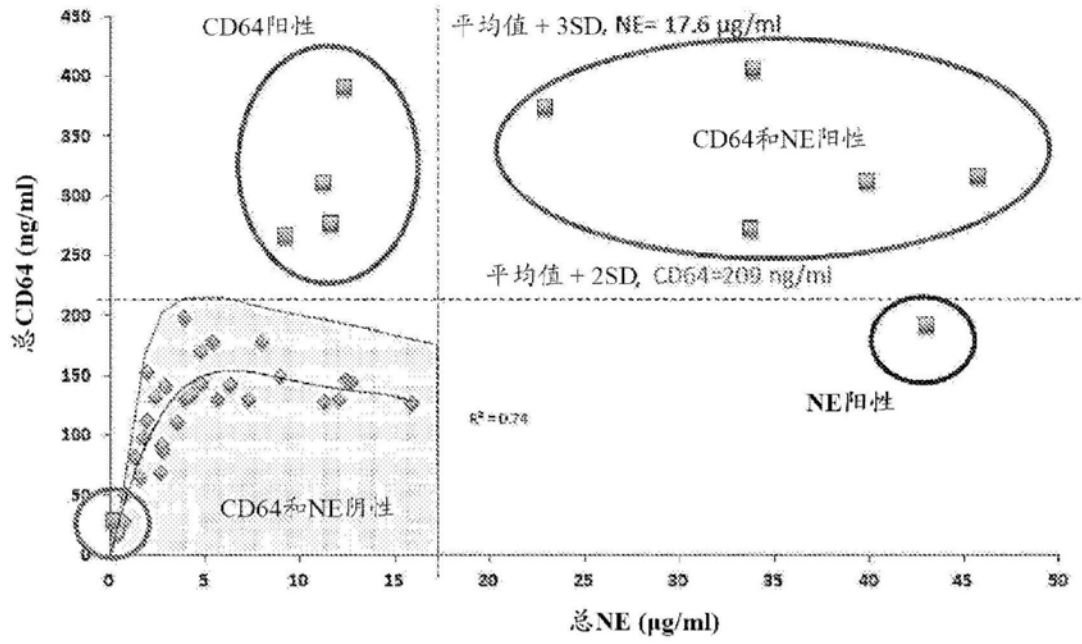 450
400
350
300
250
200
150
100
50
0
总CD64 (ng/ml)
CD64阳性
平均值 + 3SD, NE= 17.6 μg/ml
CD64和NE阳性
平均值 + 2SD, CD64=209 ng/ml
NE阳性
R² = 0.74
CD64和NE阴性
0 5 10 15 20 25 30 35 40 45 50
总NE (μg/ml)